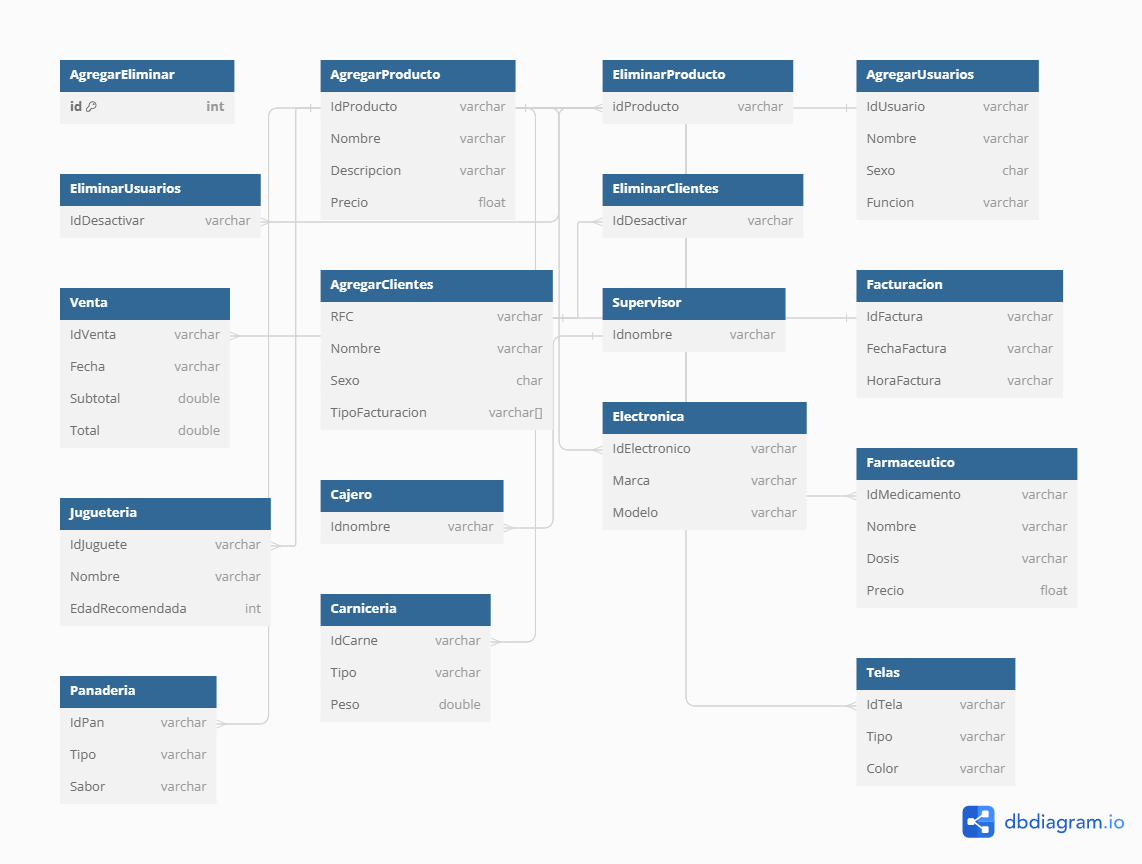 AgregarEliminar
id int
EliminarUsuarios
IdDesactivar varchar
Venta
IdVenta varchar
Fecha varchar
Subtotal double
Total double
Jugueteria
IdJuguete varchar
Nombre varchar
EdadRecomendada int
Panaderia
IdPan varchar
Tipo varchar
Sabor varchar
AgregarProducto
IdProducto varchar
Nombre varchar
Descripcion varchar
Precio float
AgregarClientes
RFC varchar
Nombre varchar
Sexo char
TipoFacturacion varchar[]
Cajero
Idnombre varchar
Carniceria
IdCarne varchar
Tipo varchar
Peso double
EliminarProducto
idProducto varchar
EliminarClientes
IdDesactivar varchar
Supervisor
Idnombre varchar
Electronica
IdElectronico varchar
Marca varchar
Modelo varchar
AgregarUsuarios
IdUsuario varchar
Nombre varchar
Sexo char
Funcion varchar
Facturacion
IdFactura varchar
FechaFactura varchar
HoraFactura varchar
Farmaceutico
IdMedicamento varchar
Nombre varchar
Dosis varchar
Precio float
Telas
IdTela varchar
Tipo varchar
Color varchar
dbdiagram.io